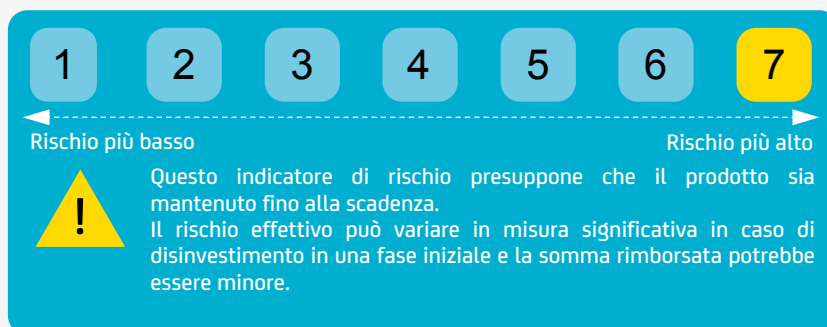 1 2 3 4 5 6 7
Rischio più basso Rischio più alto
Questo indicatore di rischio presuppone che il prodotto sia
mantenuto fino alla scadenza.
Il rischio effettivo può variare in misura significativa in caso di
disinvestimento in una fase iniziale e la somma rimborsata potrebbe
essere minore.
!